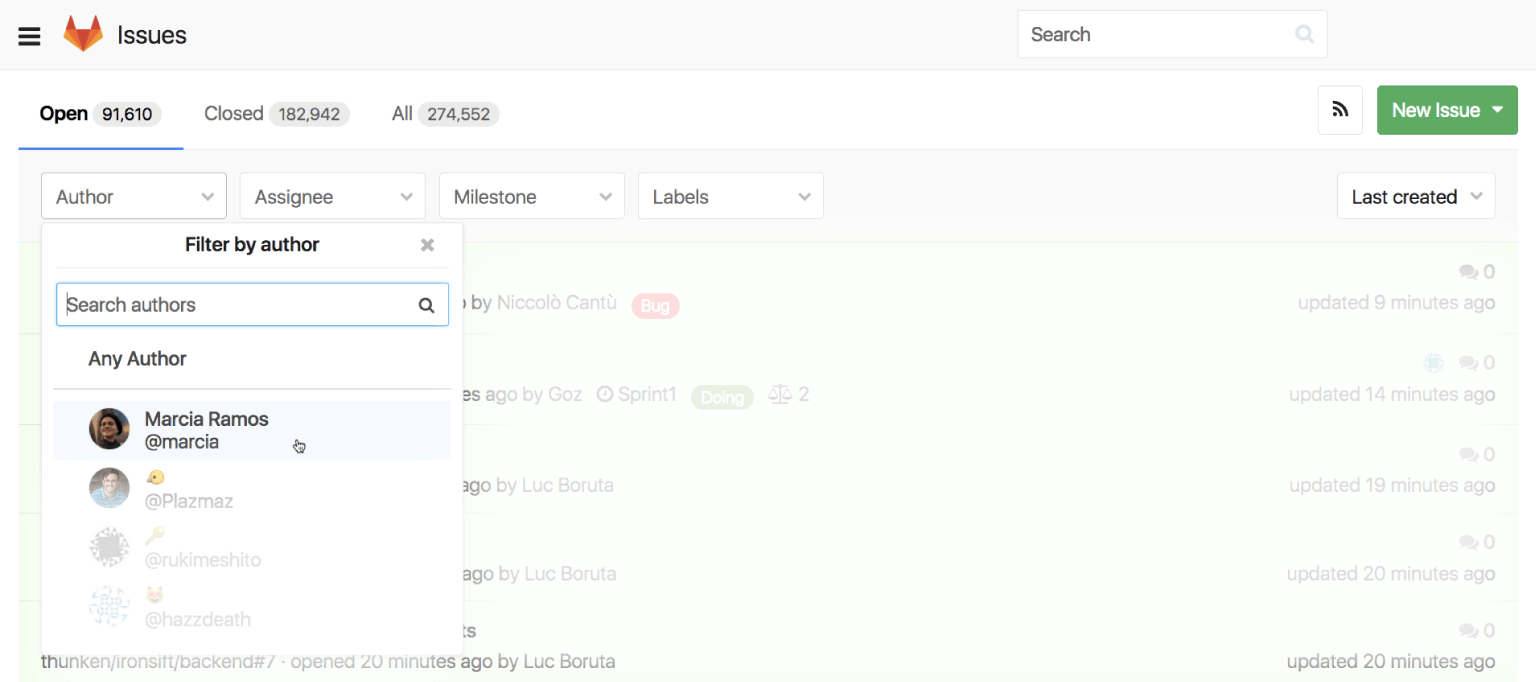 Issues
Search
Open 91,610
Closed 182,942
All 274,552
New Issue
Author
Assignee
Milestone
Labels
Last created
Filter by author
Search authors
Any Author
Marcia Ramos
@marcia
@Plazmaz
@rukimeshito
@hazzdeath
0
by Niccolò Cantù Bug
updated 9 minutes ago
0
ago by Goz Sprint1 Doing 2
updated 14 minutes ago
0
ago by Luc Boruta
updated 19 minutes ago
0
ago by Luc Boruta
updated 20 minutes ago
0
thunken/ironsift/backend#7 · opened 20 minutes ago by Luc Boruta
updated 20 minutes ago